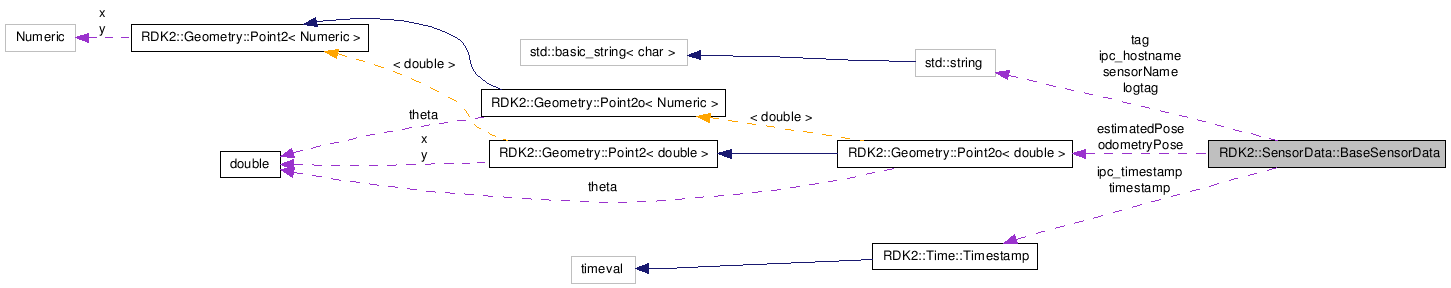 x
y
Numeric
RDK2::Geometry::Point2< Numeric >
< double >
std::basic_string< char >
std::string
tag
ipc_hostname
sensorName
logtag
RDK2::Geometry::Point2o< Numeric >
theta
< double >
x
y
double
RDK2::Geometry::Point2< double >
RDK2::Geometry::Point2o< double >
estimatedPose
odometryPose
RDK2::SensorData::BaseSensorData
theta
ipc_timestamp
timestamp
RDK2::Time::Timestamp
timeval